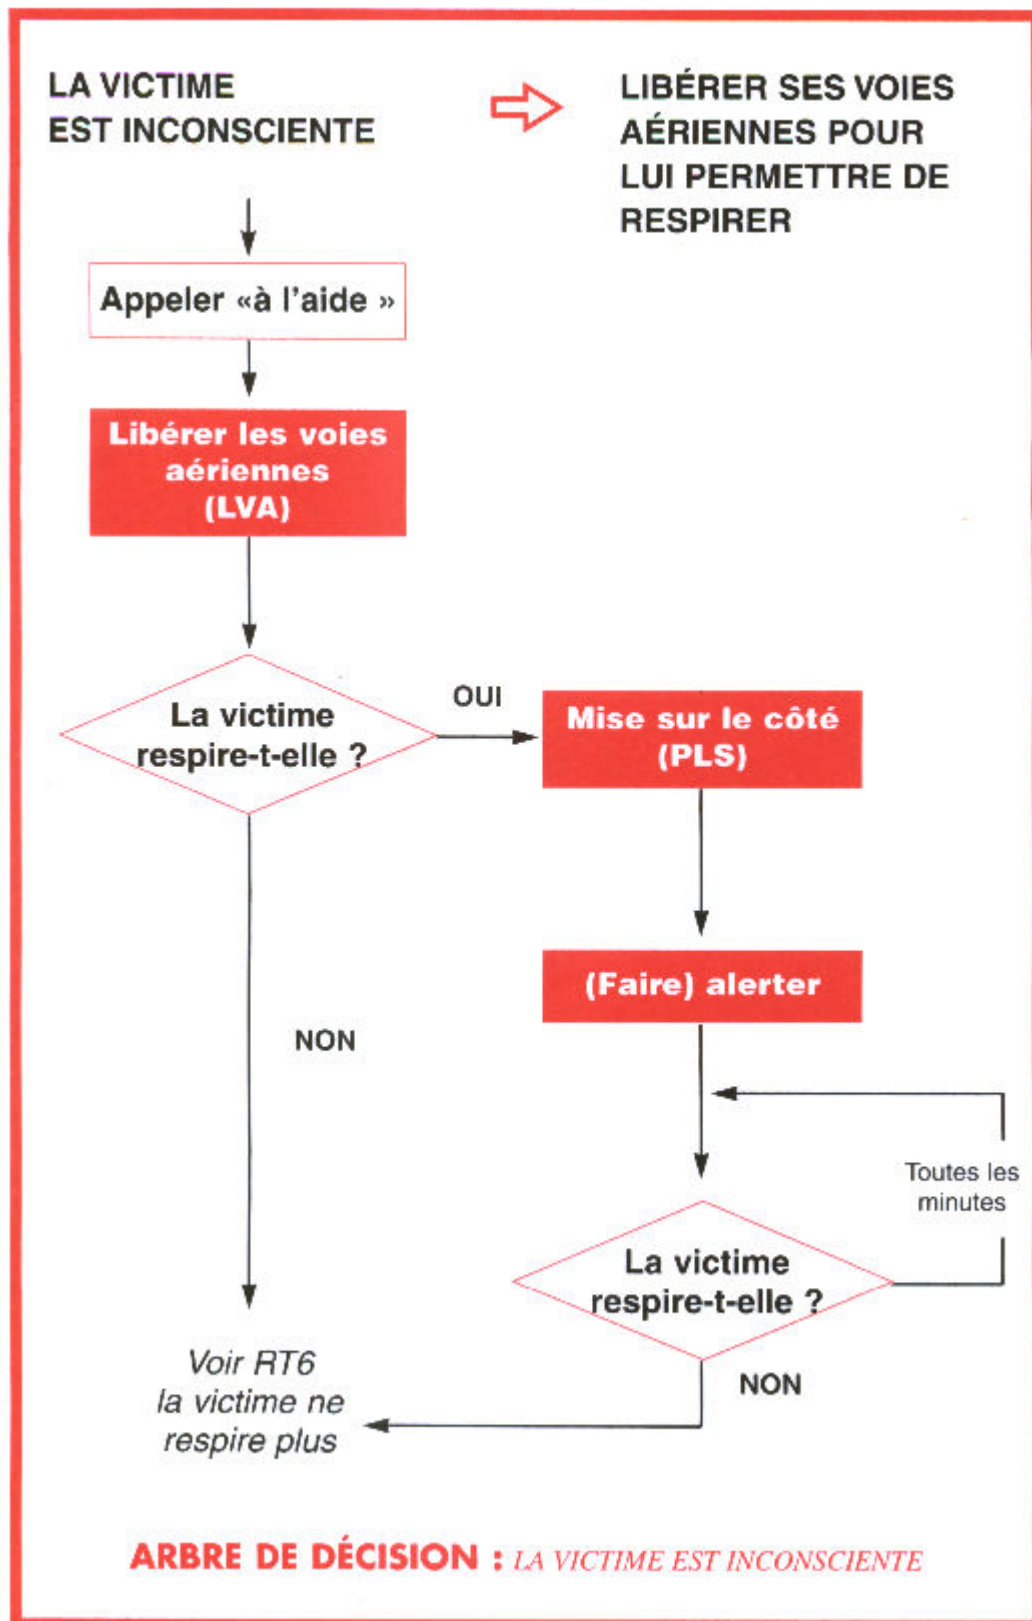 LA VICTIME
EST INCONSCIENTE
LIBÉRER SES VOIES
AÉRIENNES POUR
LUI PERMETTRE DE
RESPIRER
Appeler «à l'aide »
Libérer les voies
aériennes
(LVA)
La victime
respire-t-elle ?
OUI
Mise sur le côté
(PLS)
(Faire) alerter
NON
Toutes les
minutes
La victime
respire-t-elle ?
NON
Voir RT6
la victime ne
respire plus
ARBRE DE DÉCISION : LA VICTIME EST INCONSCIENTE